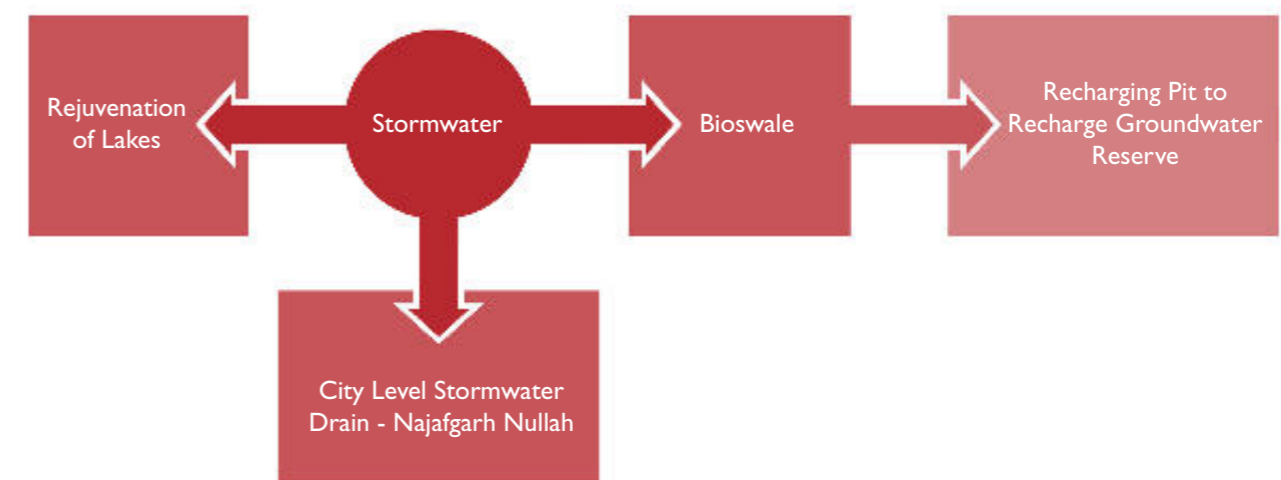 Rejuvenation
of Lakes
Stormwater
Bioswale
Recharging Pit to
Recharge Groundwater
Reserve
City Level Stormwater
Drain - Najafgarh Nullah